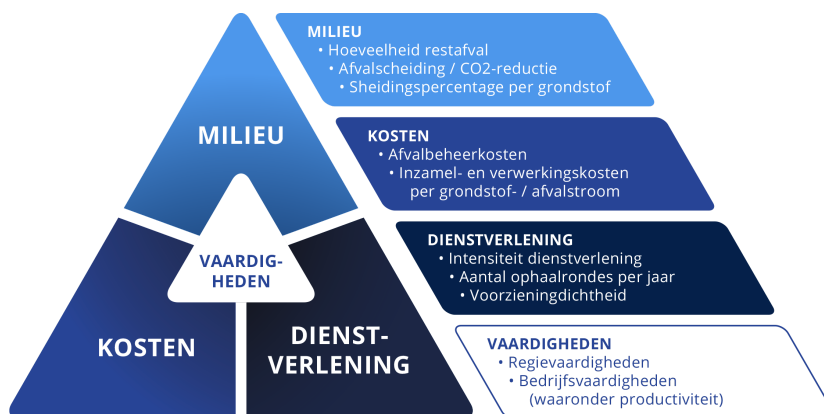 MILIEU
VAARDIG-
HEDEN
KOSTEN
DIENST-
VERLENING
MILIEU
• Hoeveelheid restafval
• Afvalscheiding / CO2-reductie
• Sheidingspercentage per grondstof
KOSTEN
• Afvalbeheerkosten
• Inzamel- en verwerkingskosten
per grondstof- / afvalstroom
DIENSTVERLENING
• Intensiteit dienstverlening
• Aantal ophaalrondes per jaar
• Voorzieningdichtheid
VAARDIGHEDEN
• Regievaardigheden
• Bedrijfsvaardigheden
(waaronder productiviteit)